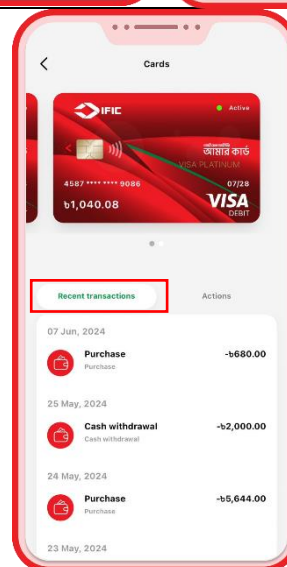 Cards
IFIC
Active
আমার কার্ড
VISA PLATINUM
4587 **** **** 9086
07/28
৳1,040.08
VISA
DEBIT
Recent transactions
Actions
07 Jun, 2024
Purchase
-৳680.00
Purchase
25 May, 2024
Cash withdrawal
-৳2,000.00
Cash withdrawal
24 May, 2024
Purchase
-৳5,644.00
Purchase
23 May, 2024